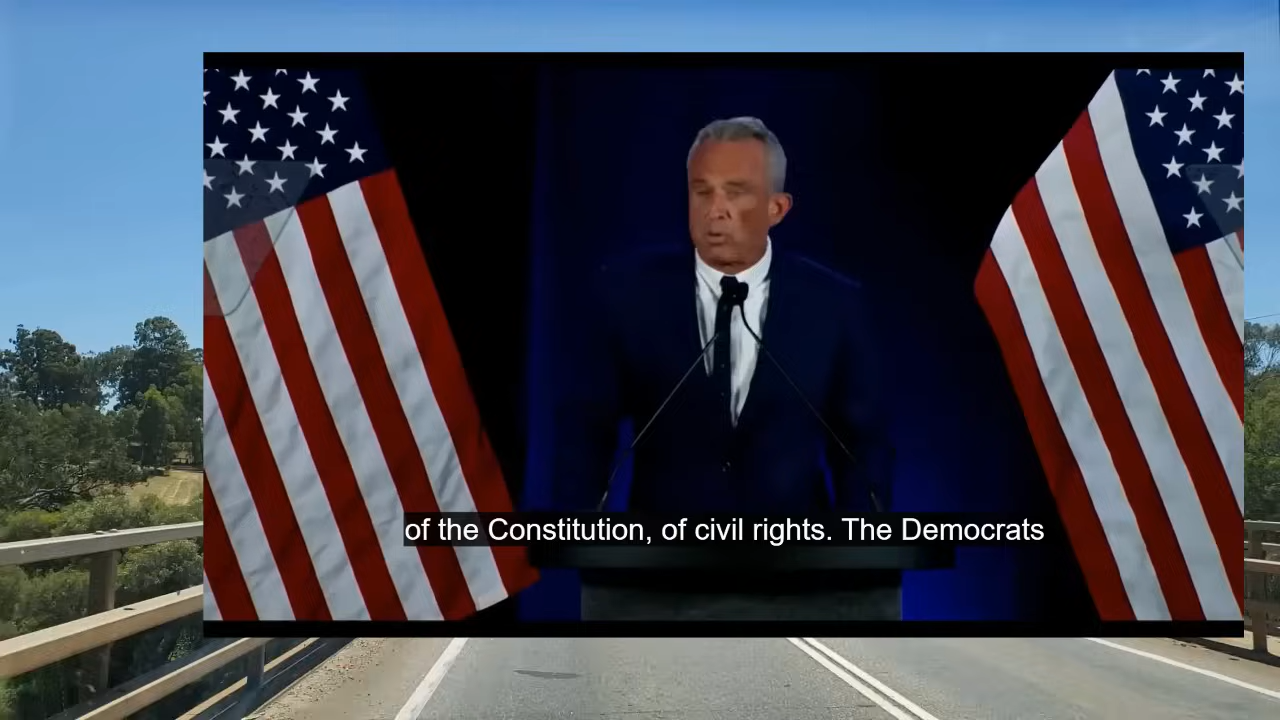 of the Constitution, of civil rights. The Democrats